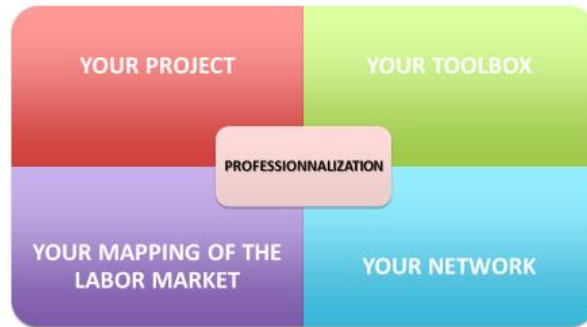 YOUR PROJECT
YOUR TOOLBOX
PROFESSIONNALIZATION
YOUR MAPPING OF THE
LABOR MARKET
YOUR NETWORK